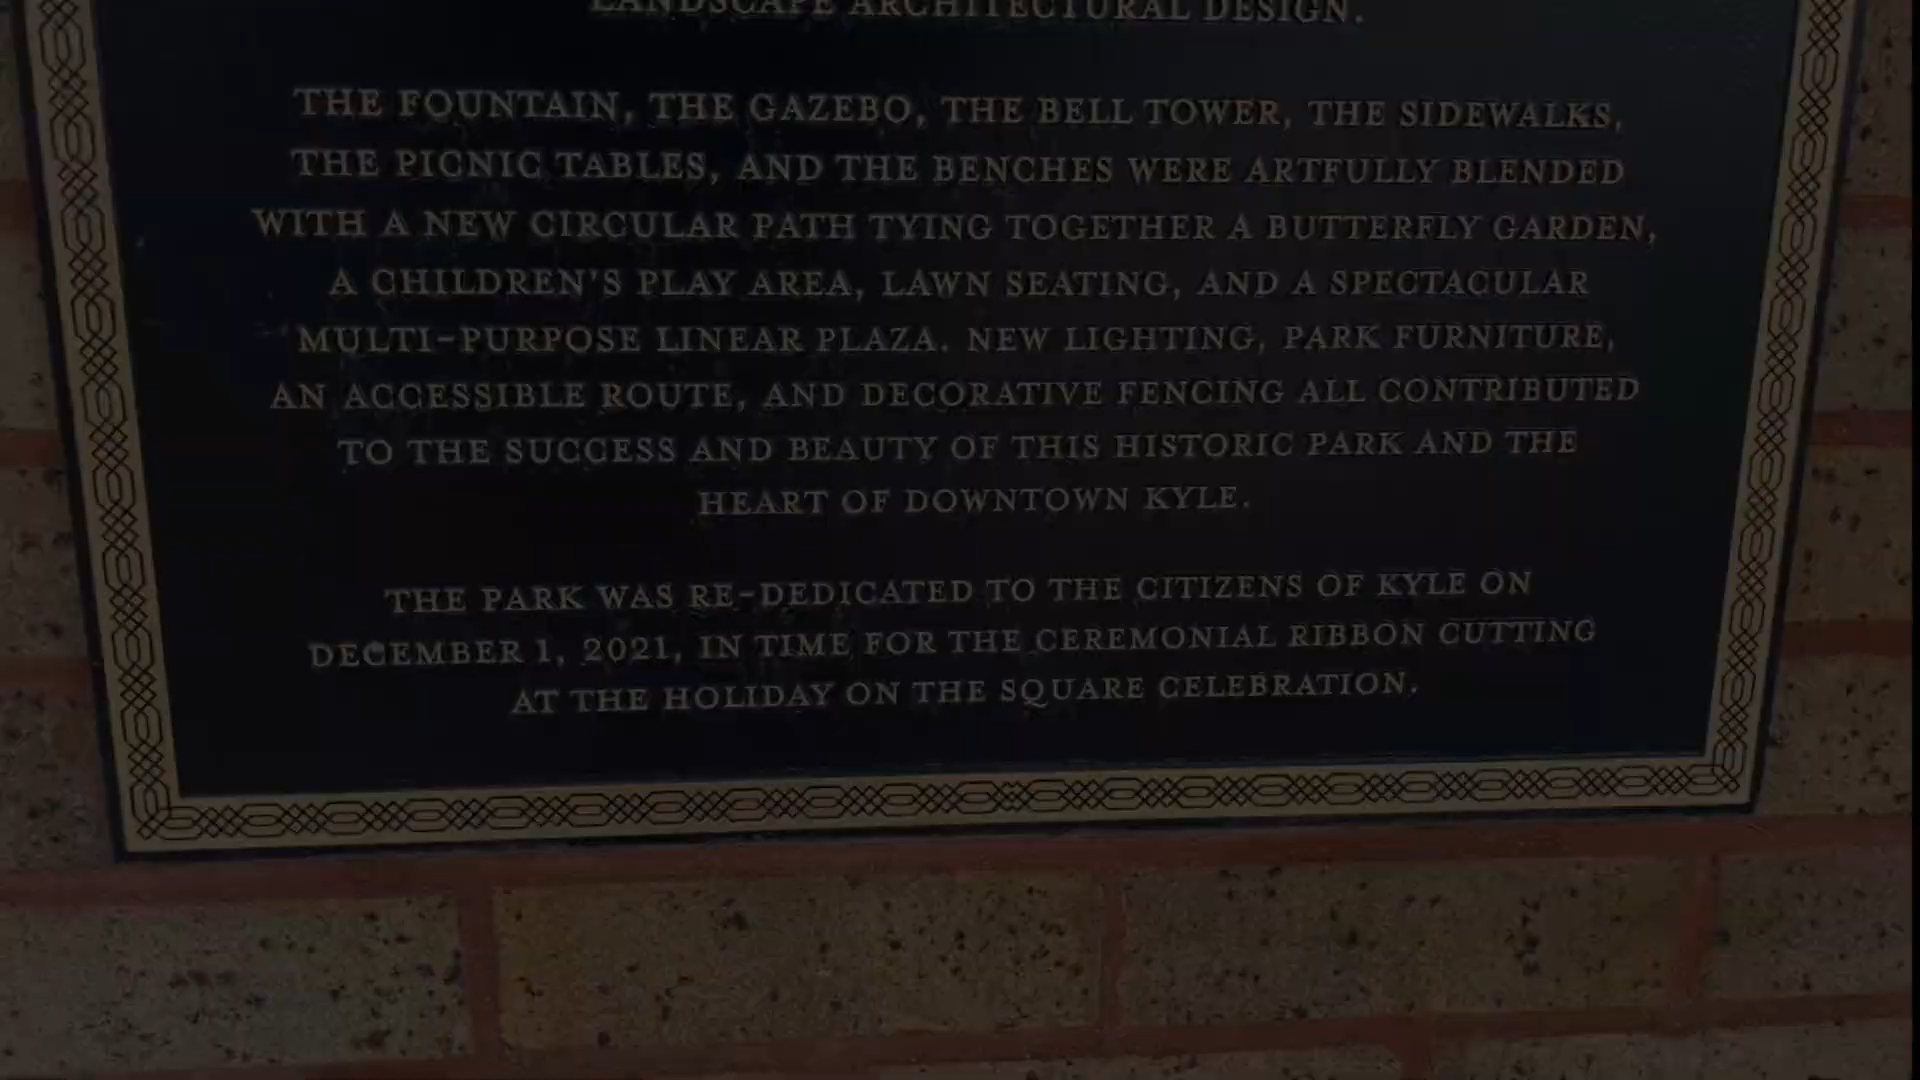 LANDSCAPE ARCHITECTURAL DESIGN.
THE FOUNTAIN, THE GAZEBO, THE BELL TOWER, THE SIDEWALKS,
THE PICNIC TABLES, AND THE BENCHES WERE ARTFULLY BLENDED
WITH A NEW CIRCULAR PATH TYING TOGETHER A BUTTERFLY GARDEN,
A CHILDREN'S PLAY AREA, LAWN SEATING, AND A SPECTACULAR
MULTI-PURPOSE LINEAR PLAZA. NEW LIGHTING, PARK FURNITURE,
AN ACCESSIBLE ROUTE, AND DECORATIVE FENCING ALL CONTRIBUTED
TO THE SUCCESS AND BEAUTY OF THIS HISTORIC PARK AND THE
HEART OF DOWNTOWN KYLE.
THE PARK WAS RE-DEDICATED TO THE CITIZENS OF KYLE ON
DECEMBER 1, 2021, IN TIME FOR THE CEREMONIAL RIBBON CUTTING
AT THE HOLIDAY ON THE SQUARE CELEBRATION.